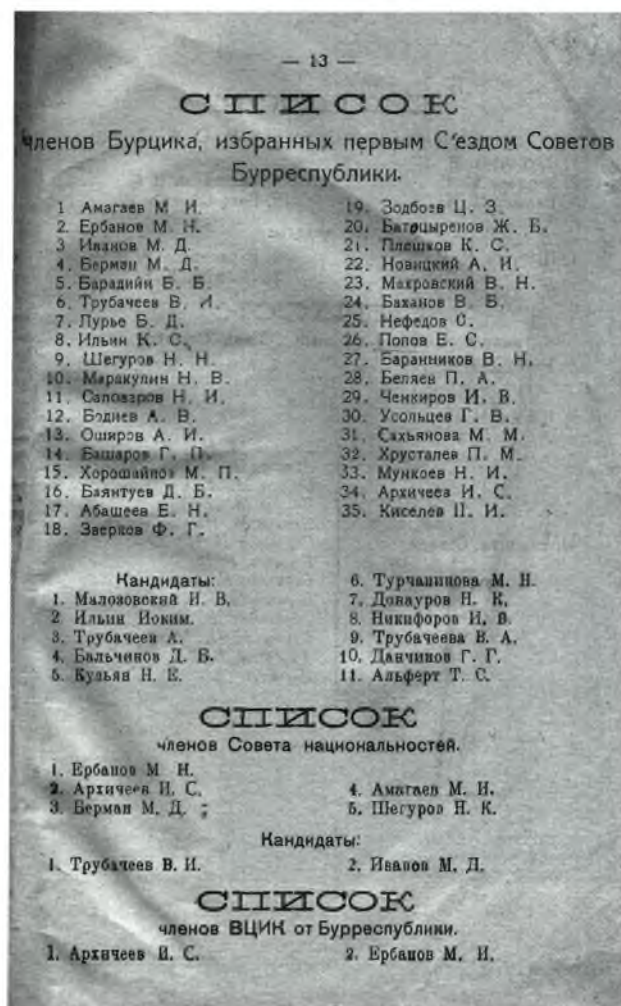 — 13 —
СПИСОК
членов Бурцика, избранных первым С'ездом Советов
Бурреспублики.
1 Амагаев М И.
2. Ербанов М. Н.
3 Иванов М. Д.
4. Берман М. Д.
5. Барадийн Б. Б.
6. Трубачеев В. И.
7. Лурье Б. Д.
8. Ильин К. С.
9. Шегуров Н. Н.
10. Маракулин Н. В.
11. Саповаров Н. И.
12. Бодиев А. В.
13. Оширов А. И.
14. Башаров Г. П.
15. Хорошайлов М. П.
16. Баянтуев Д. Б.
17. Абашеев Е. Н.
18. Зверков Ф. Г.
19. Зодбоев Ц. З.
20. Батоцыренов Ж. Б.
21. Плешков К. С.
22. Новицкий А. И.
23. Махровский В. Н.
24. Баханов В. Б.
25. Нефедов С.
26. Попов Е. С.
27. Баранников В. Н.
28. Беляев П. А.
29. Ченкиров И. В.
30. Усольцев Г. В.
31. Сахьянова М. М.
32. Хрусталев П. М.
33. Мункоев Н. И.
34. Архичеев И. С.
35. Киселев П. И.
Кандидаты:
1. Малозовский И. В.
2 Ильин Иоким.
3. Трубачеев А.
4. Бальчинов Д. Б.
5. Кузьян Н. Е.
6. Турчанинова М. Н.
7. Донауров Н. К.
8. Никифоров И. В.
9. Трубачеева В. А.
10. Данчинов Г. Г.
11. Альферт Т. С.
СПИСОК
членов Совета национальностей.
1. Ербанов М Н.
2. Архичеев И. С.
3. Берман М. Д.
4. Амагаев М. И.
5. Шегуров Н. К.
Кандидаты:
1. Трубачеев В. И.
2. Иванов М. Д.
СПИСОК
членов ВЦИК от Бурреспублики.
1. Архичеев И. С.
2. Ербанов М. Н.